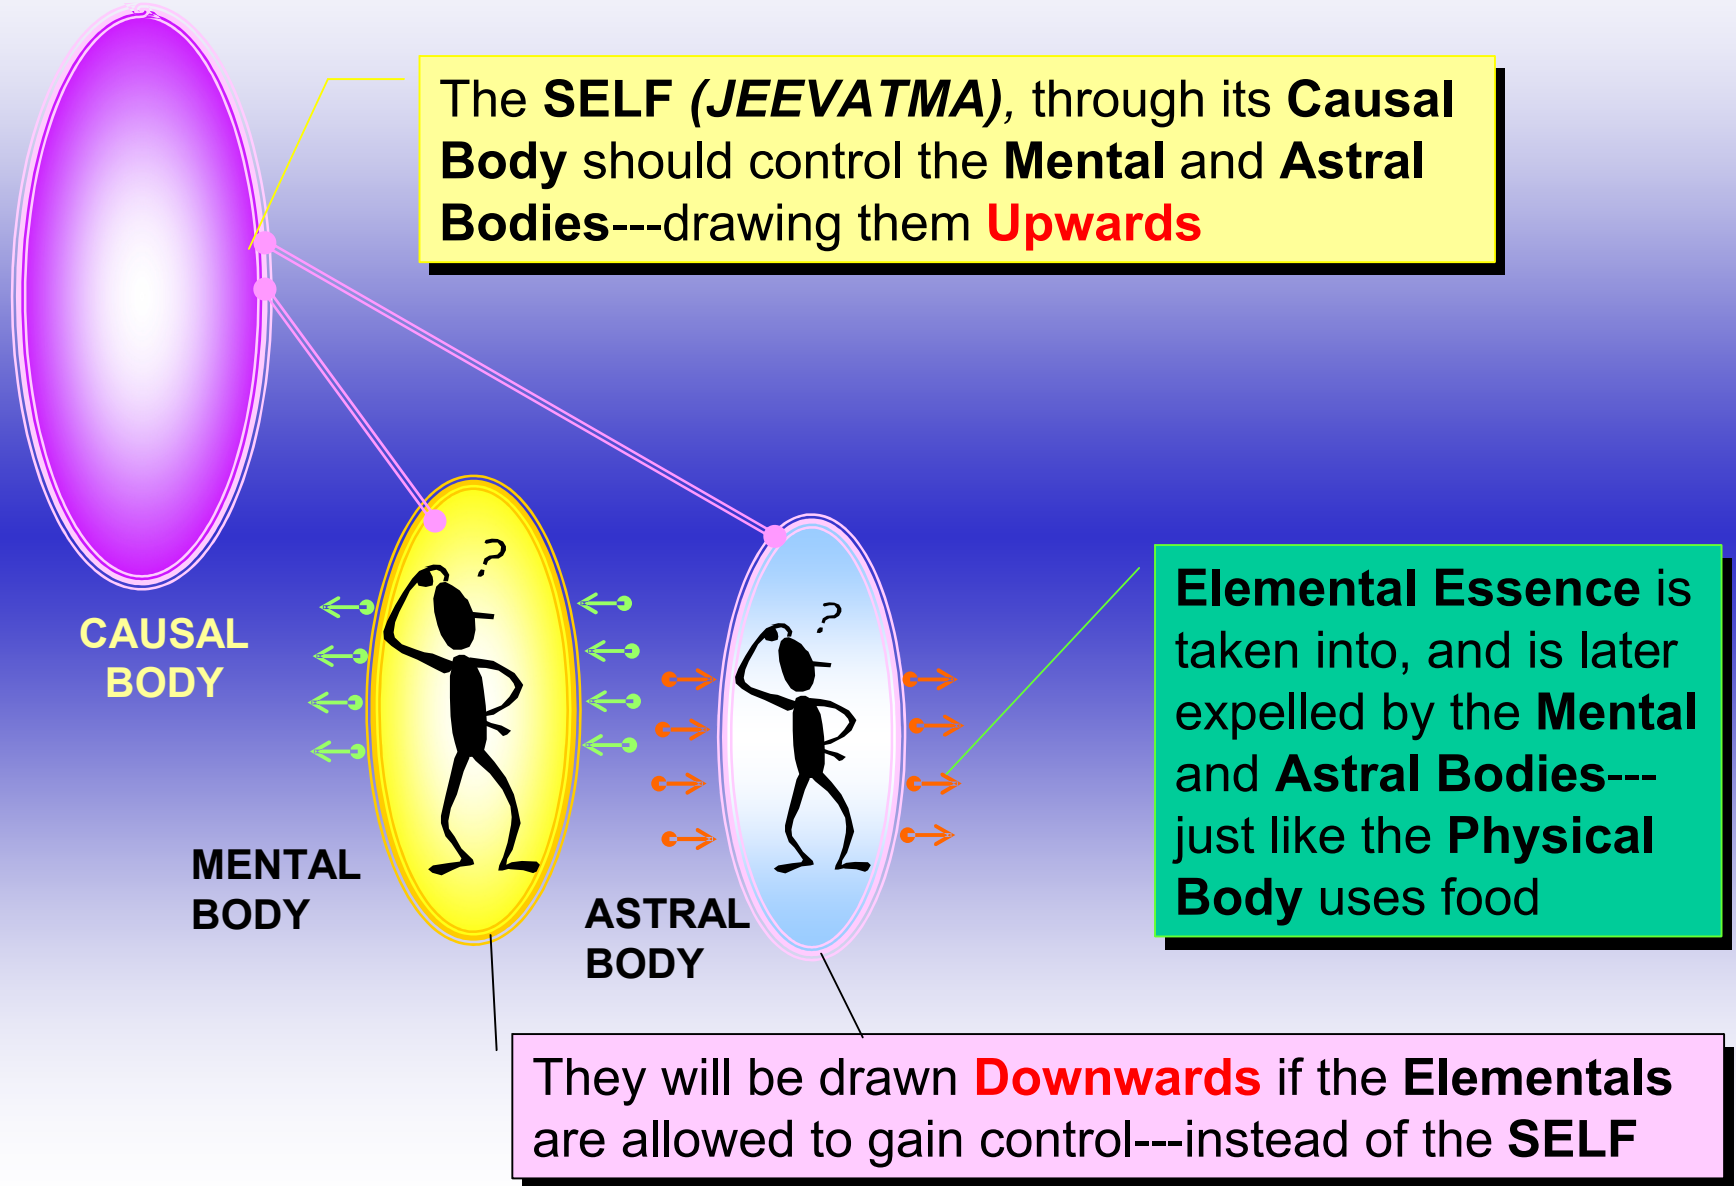 The SELF (JEEVATMA), through its Causal
Body should control the Mental and Astral
Bodies---drawing them Upwards
?
?
CAUSAL
BODY
Elemental Essence is
taken into, and is later
expelled by the Mental
and Astral Bodies---
just like the Physical
Body uses food
MENTAL
BODY
ASTRAL
BODY
They will be drawn Downwards if the Elementals
are allowed to gain control---instead of the SELF